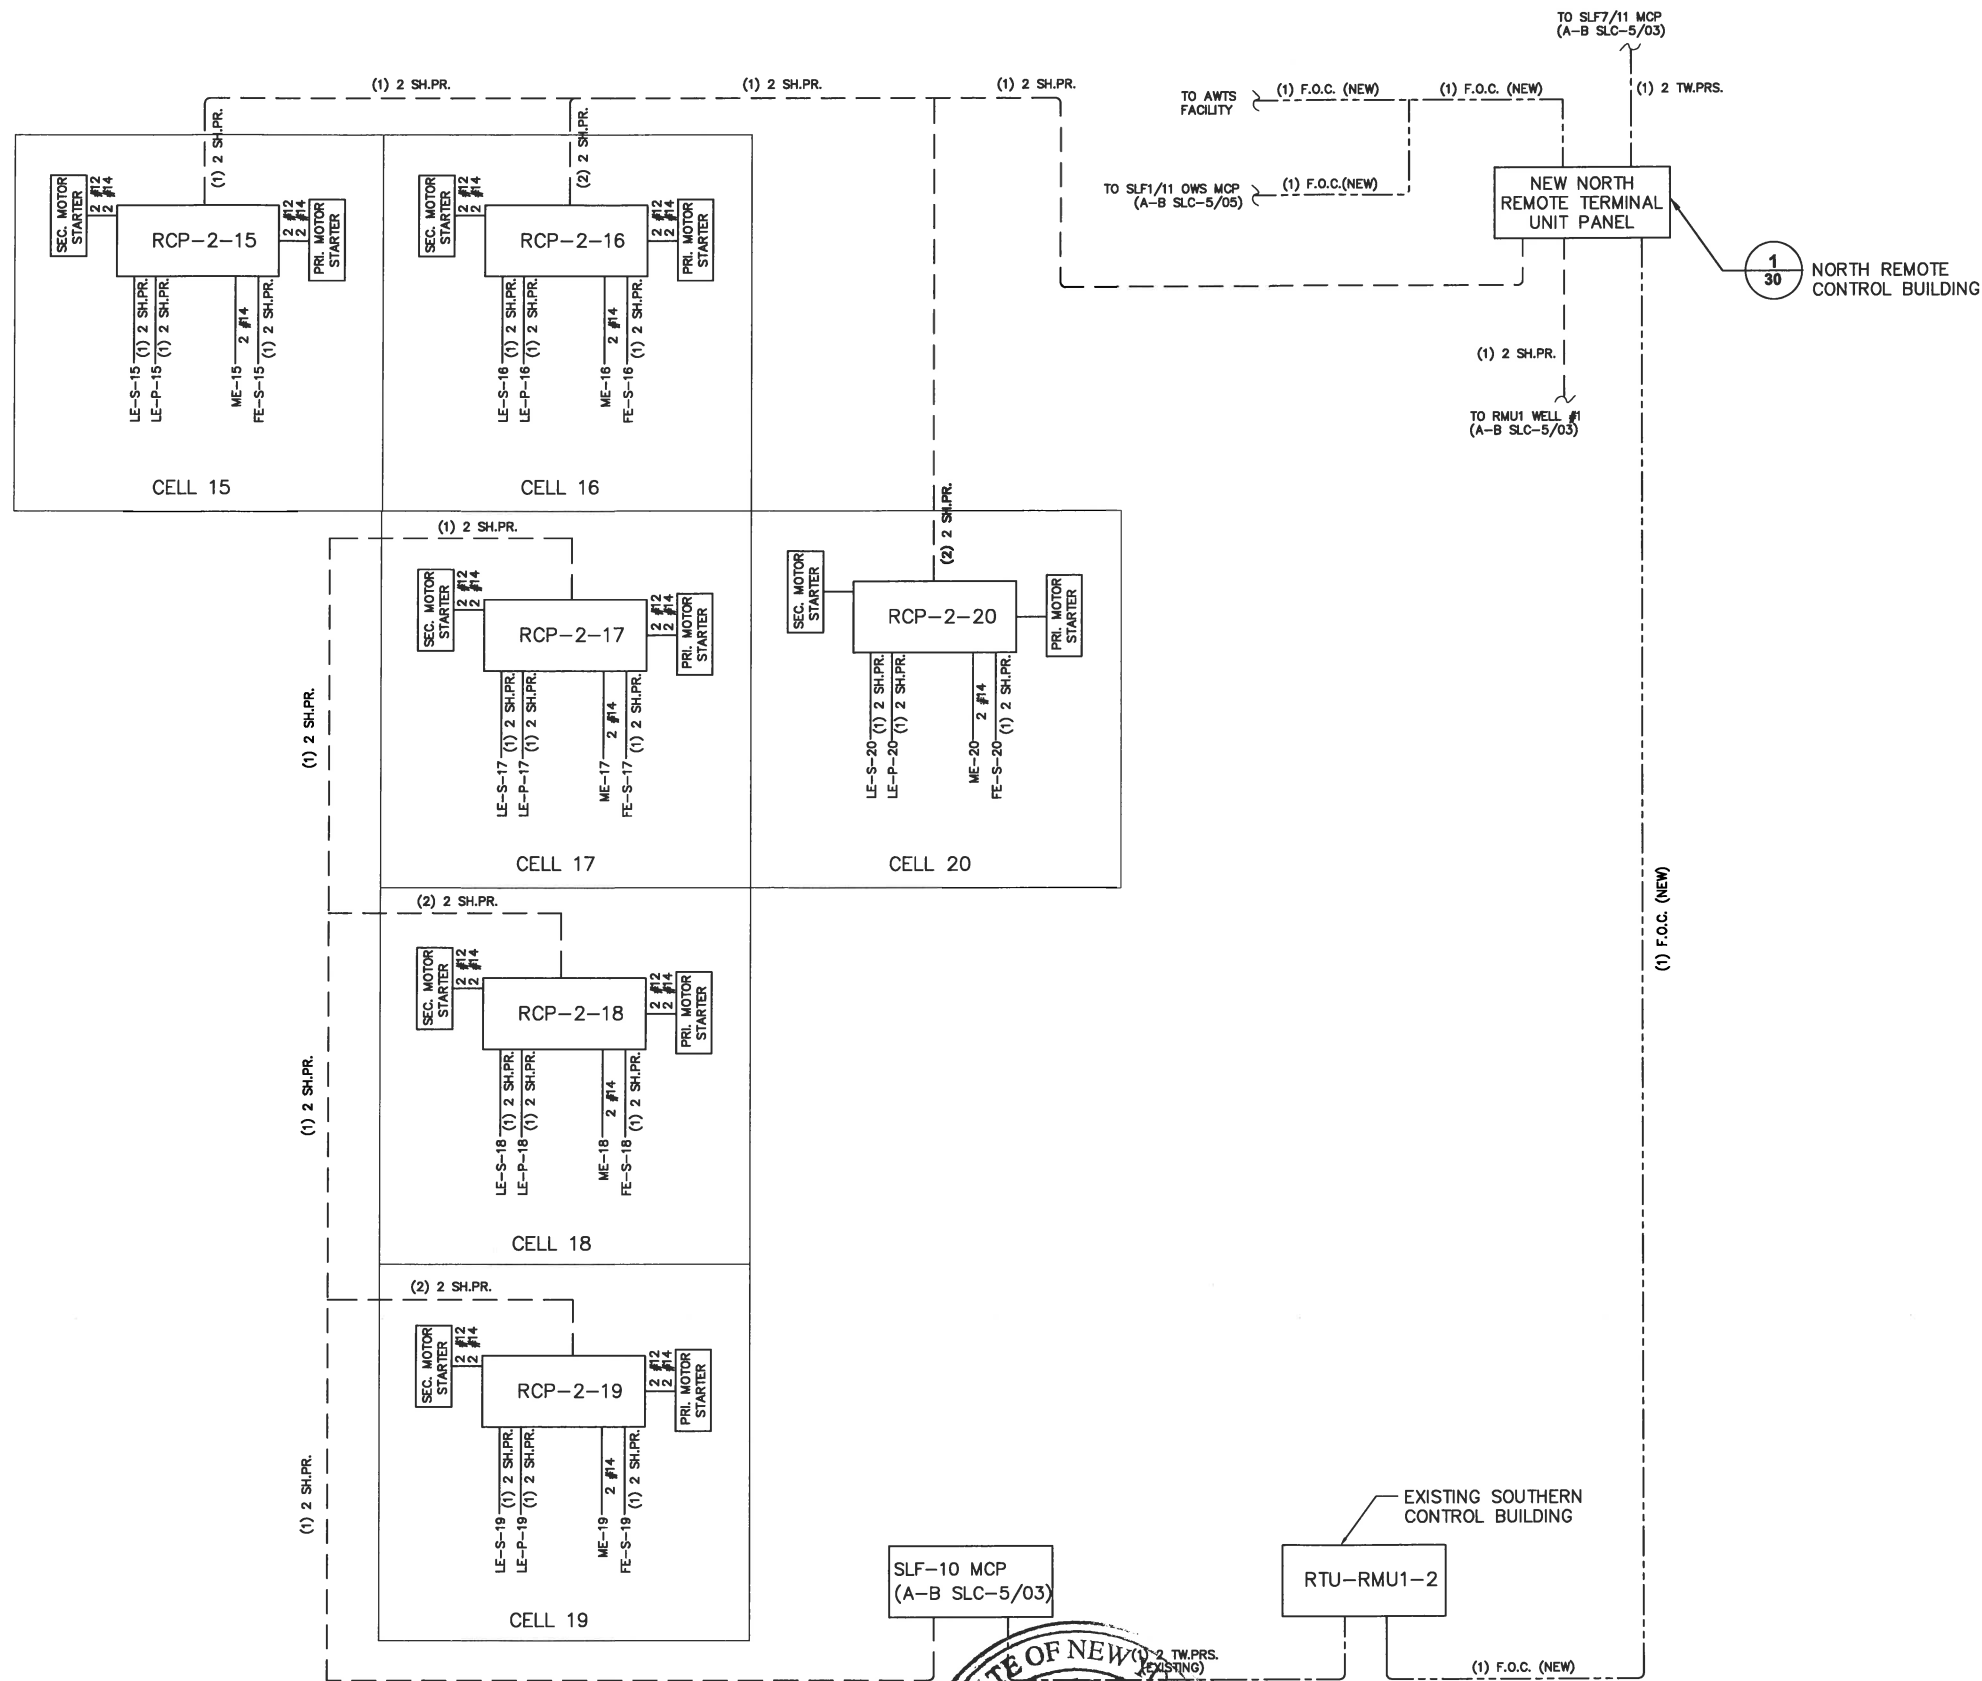 TO SLF7/11 MCP
(A-B SLC-5/03)
(1) 2 SH.PR.
(1) 2 SH.PR.
(1) 2 SH.PR.
TO AWTS
FACILITY
(1) F.O.C. (NEW)
(1) F.O.C. (NEW)
(1) 2 TW.PRS.
TO SLF1/11 OWS MCP
(A-B SLC-5/05)
(1) F.O.C.(NEW)
NEW NORTH
REMOTE TERMINAL
UNIT PANEL
1
30
NORTH REMOTE
CONTROL BUILDING
(1) 2 SH.PR.
TO RMU1 WELL #1
(A-B SLC-5/03)
(1) F.O.C. (NEW)
(1) 2 SH.PR.
SEC. MOTOR
STARTER
2 #12
2 #14
RCP-2-15
2 #12
2 #14
PRI. MOTOR
STARTER
LE-S-15
(1) 2 SH.PR.
LE-P-15
(1) 2 SH.PR.
ME-15
2 #14
FE-S-15
(1) 2 SH.PR.
CELL 15
(2) 2 SH.PR.
SEC. MOTOR
STARTER
2 #12
2 #14
RCP-2-16
2 #12
2 #14
PRI. MOTOR
STARTER
LE-S-16
(1) 2 SH.PR.
LE-P-16
(1) 2 SH.PR.
ME-16
2 #14
FE-S-16
(1) 2 SH.PR.
CELL 16
(1) 2 SH.PR.
(1) 2 SH.PR.
SEC. MOTOR
STARTER
2 #12
2 #14
RCP-2-17
2 #12
2 #14
PRI. MOTOR
STARTER
LE-S-17
(1) 2 SH.PR.
LE-P-17
(1) 2 SH.PR.
ME-17
2 #14
FE-S-17
(1) 2 SH.PR.
CELL 17
(2) 2 SH.PR.
SEC. MOTOR
STARTER
RCP-2-20
PRI. MOTOR
STARTER
LE-S-20
(1) 2 SH.PR.
LE-P-20
(1) 2 SH.PR.
ME-20
2 #14
FE-S-20
(1) 2 SH.PR.
CELL 20
(2) 2 SH.PR.
(1) 2 SH.PR.
SEC. MOTOR
STARTER
2 #12
2 #14
RCP-2-18
2 #12
2 #14
PRI. MOTOR
STARTER
LE-S-18
(1) 2 SH.PR.
LE-P-18
(1) 2 SH.PR.
ME-18
2 #14
FE-S-18
(1) 2 SH.PR.
CELL 18
(2) 2 SH.PR.
(1) 2 SH.PR.
SEC. MOTOR
STARTER
2 #12
2 #14
RCP-2-19
2 #12
2 #14
PRI. MOTOR
STARTER
LE-S-19
(1) 2 SH.PR.
LE-P-19
(1) 2 SH.PR.
ME-19
2 #14
FE-S-19
(1) 2 SH.PR.
CELL 19
SLF-10 MCP
(A-B SLC-5/03)
EXISTING SOUTHERN
CONTROL BUILDING
RTU-RMU1-2
OF NEW
(1) 2 TW.PRS.
(EXISTING)
(1) F.O.C. (NEW)